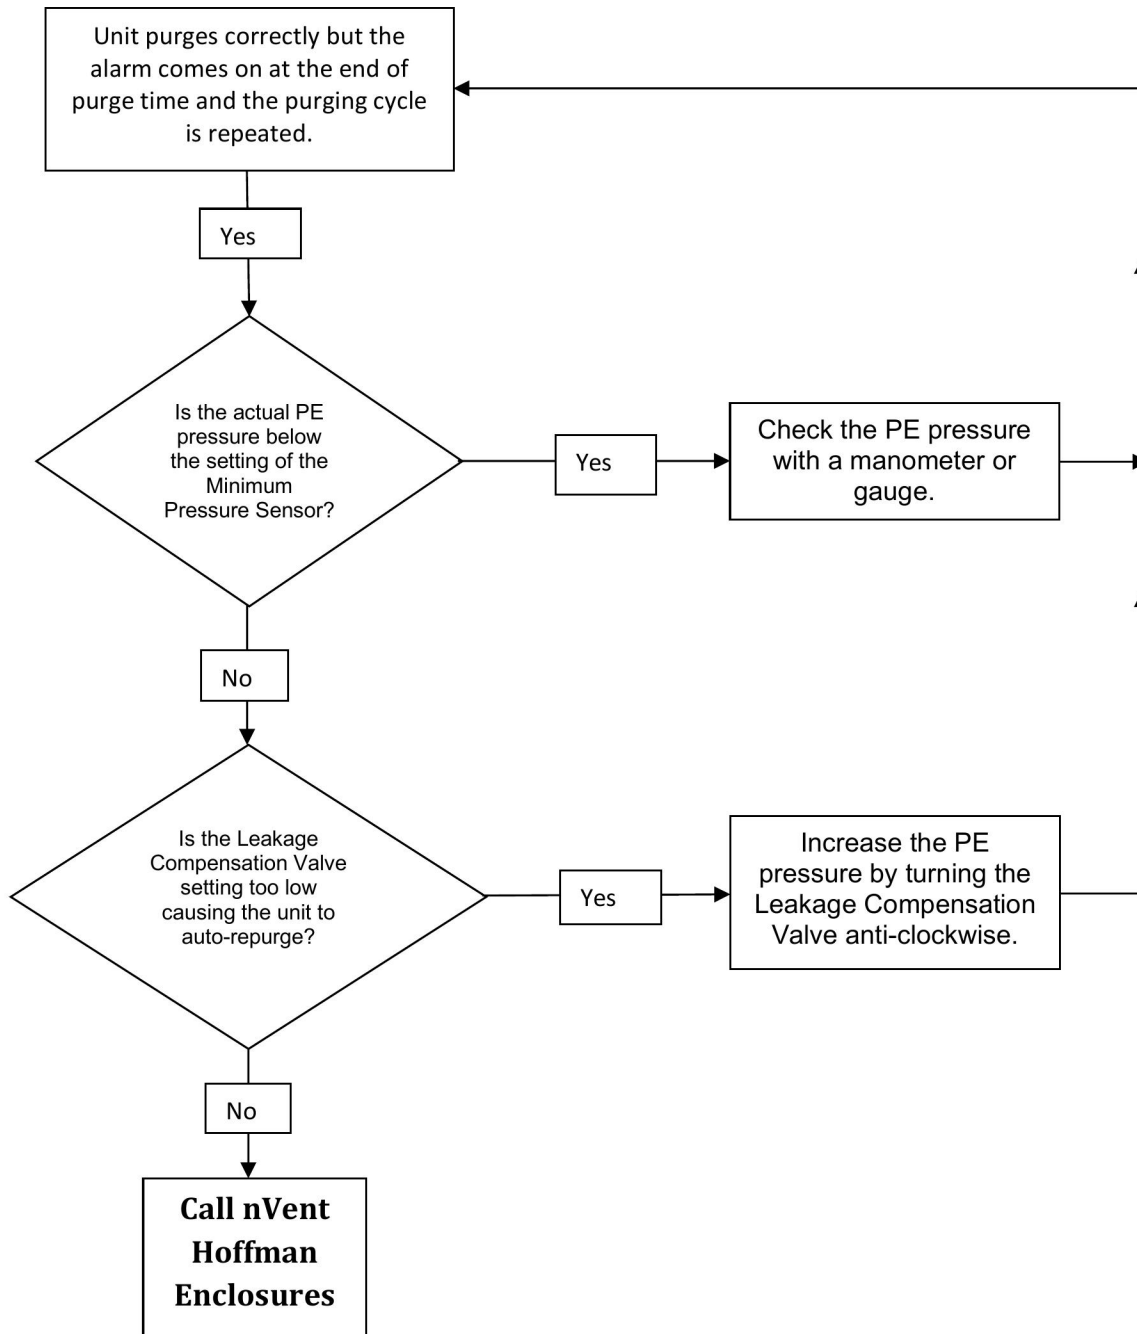 Unit purges correctly but the
alarm comes on at the end of
purge time and the purging cycle
is repeated.
Yes
Is the actual PE
pressure below
the setting of the
Minimum
Pressure Sensor?
Yes
Check the PE pressure
with a manometer or
gauge.
No
Is the Leakage
Compensation Valve
setting too low
causing the unit to
auto-repurge?
Yes
Increase the PE
pressure by turning the
Leakage Compensation
Valve anti-clockwise.
No
Call nVent
Hoffman
Enclosures